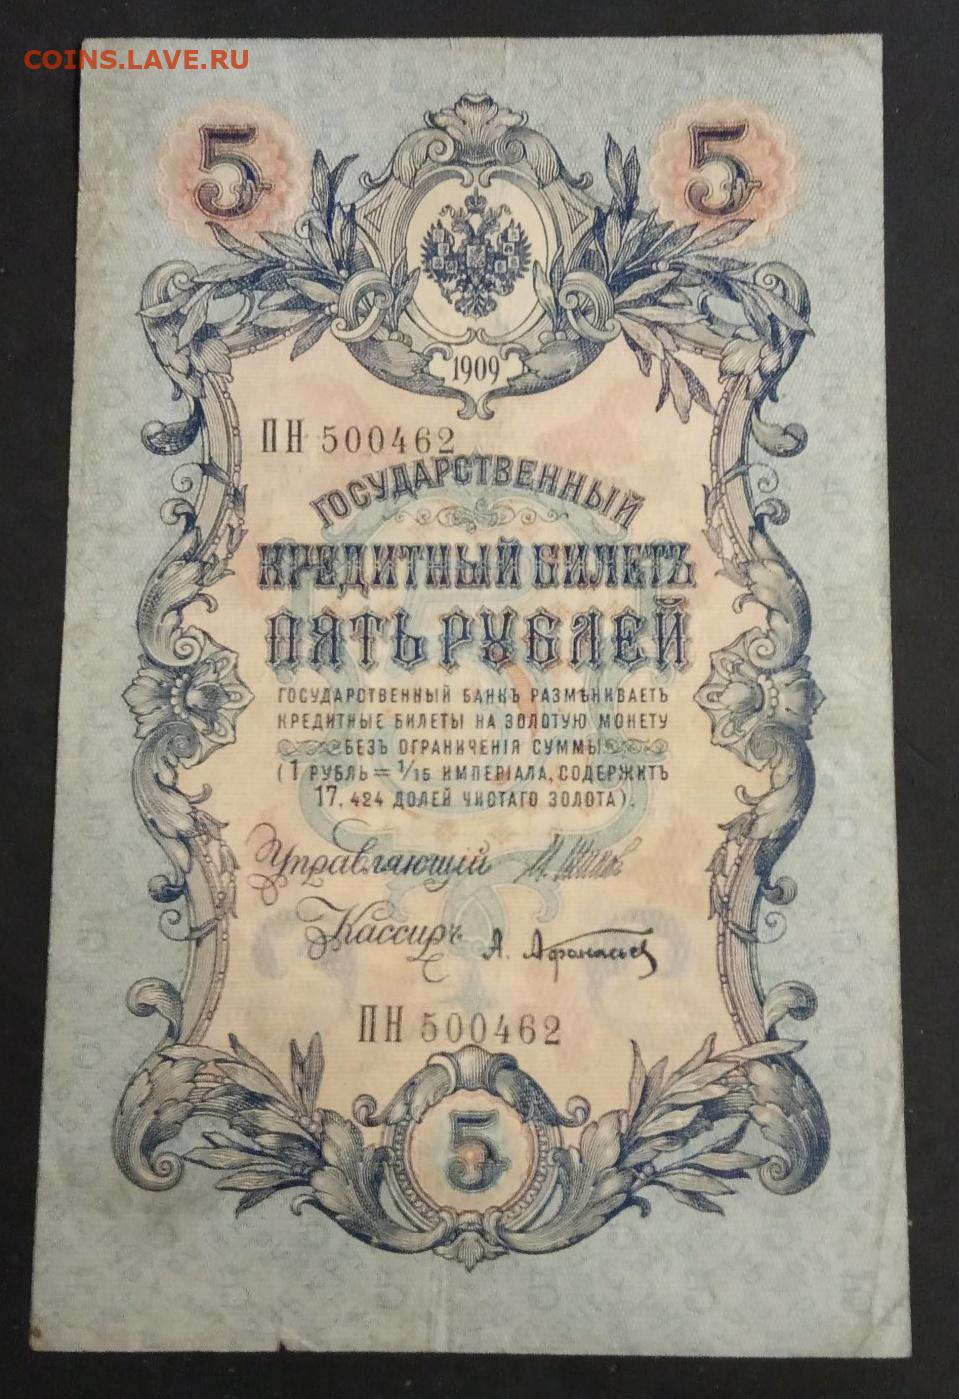 COINS.LAVE.RU
5 5
1909
ПН 500462
ГОСУДАРСТВЕННЫЙ
КРЕДИТНЫЙ БИЛЕТЪ
ПЯТЬ РУБЛЕЙ
ГОСУДАРСТВЕННЫЙ БАНКЪ РАЗМѢНИВАЕТЪ
КРЕДИТНЫЕ БИЛЕТЫ НА ЗОЛОТУЮ МОНЕТУ
БЕЗЪ ОГРАНИЧЕНІЯ СУММЫ
(1 РУБЛЬ = 1/15 ИМПЕРІАЛА, СОДЕРЖИТЪ
17, 424 ДОЛЕЙ ЧИСТАГО ЗОЛОТА).
Управляющій
Кассиръ А. Афанасьев
ПН 500462
5